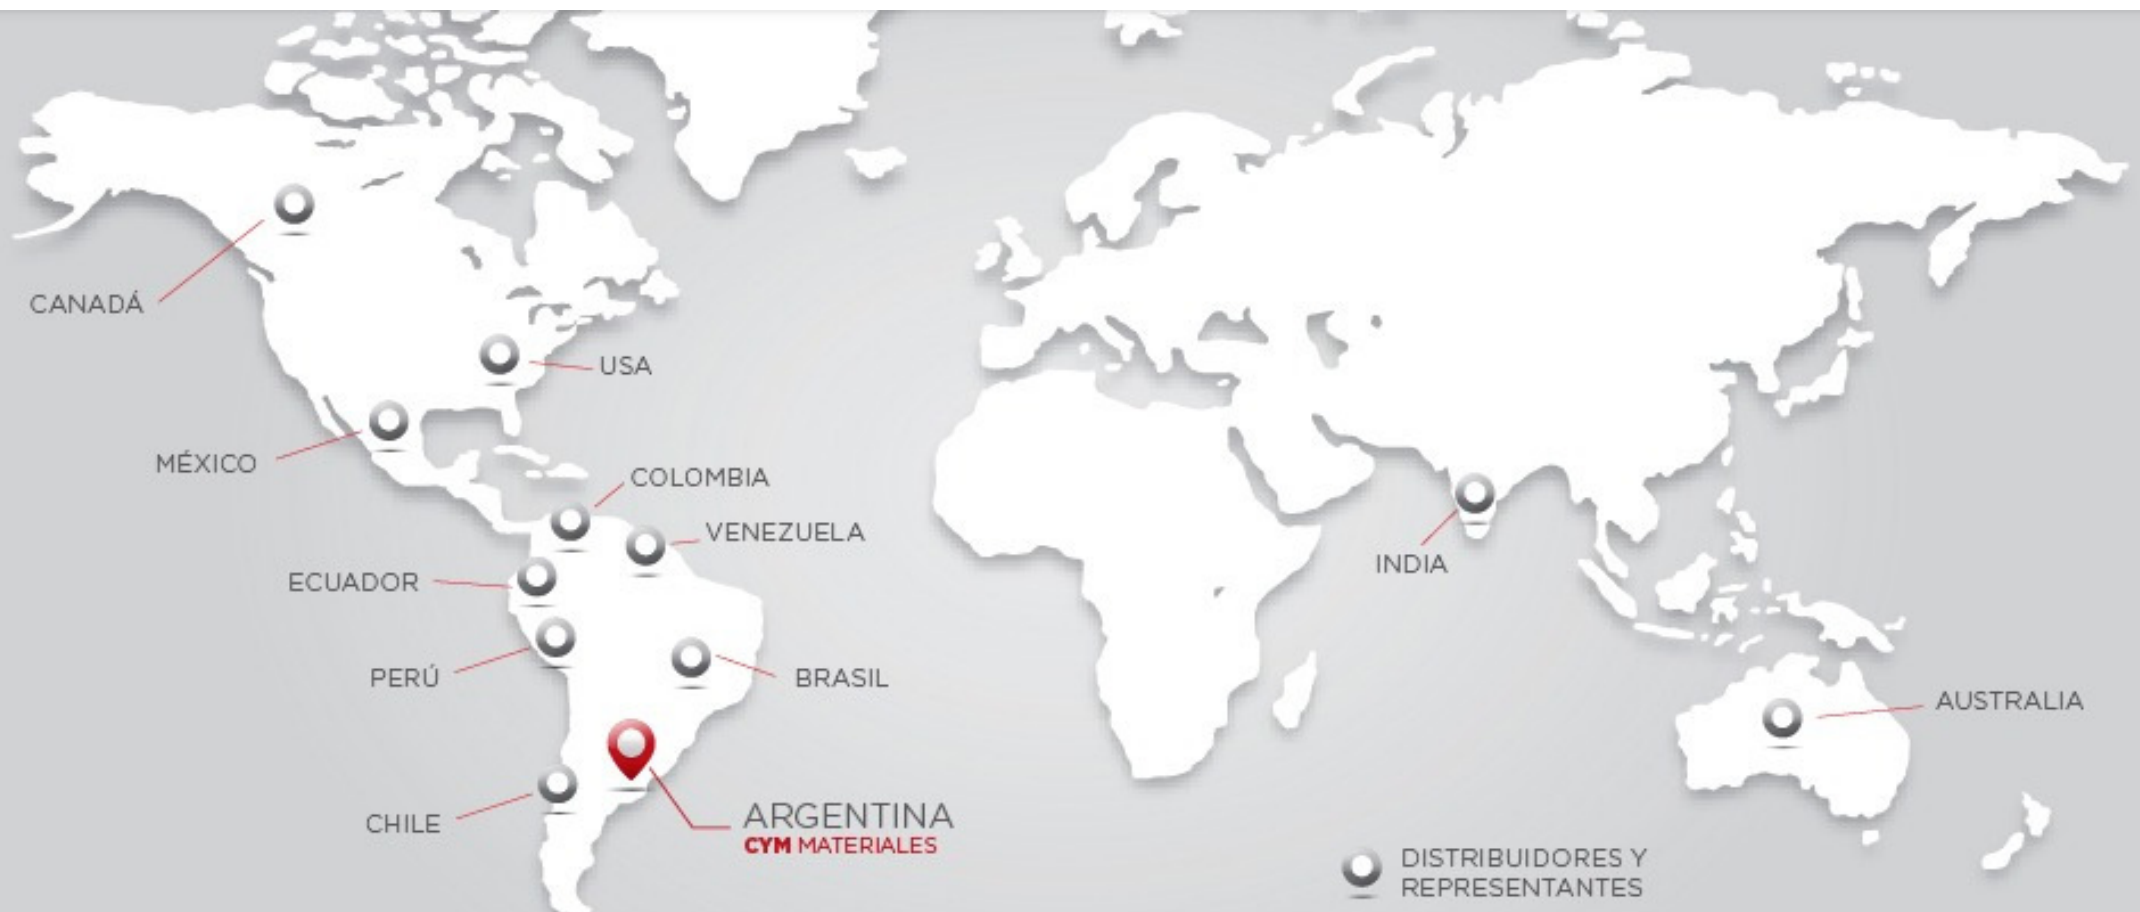 CANADÁ
USA
MÉXICO
COLOMBIA
VENEZUELA
ECUADOR
INDIA
PERÚ
BRASIL
AUSTRALIA
CHILE
ARGENTINA
CYM MATERIALES
DISTRIBUIDORES Y
REPRESENTANTES